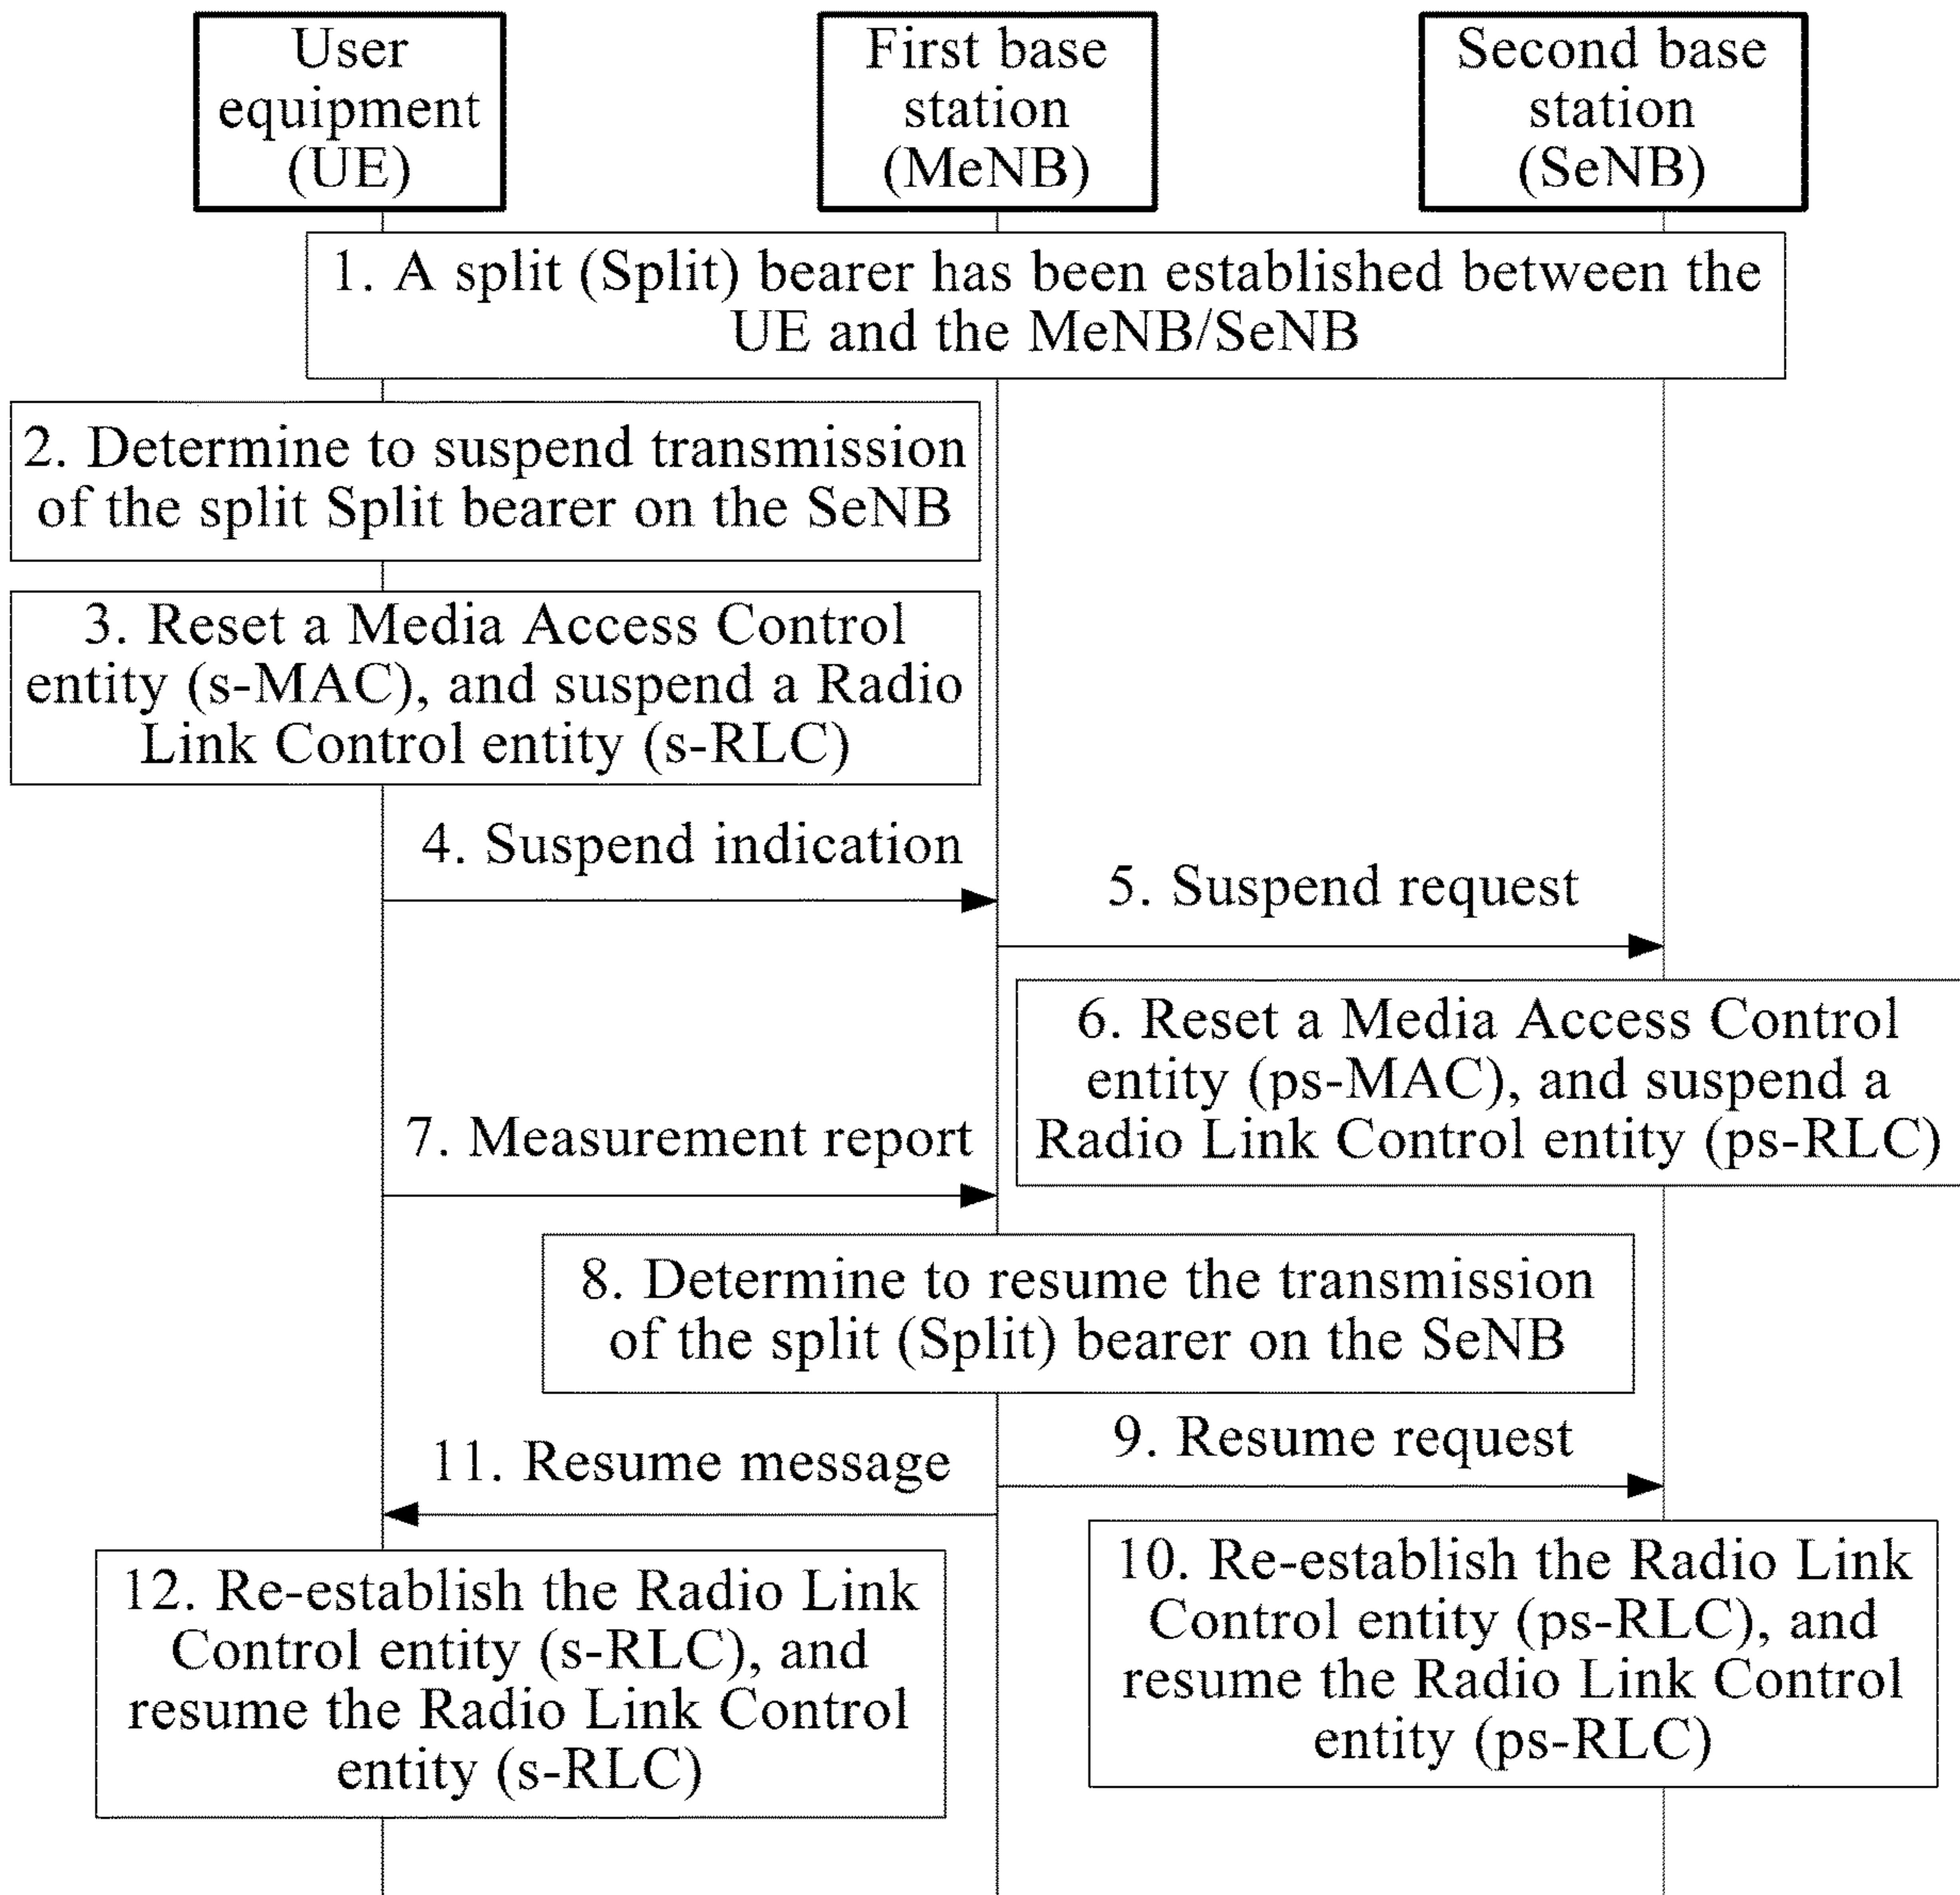 User
equipment
(UE)
First base
station
(MeNB)
Second base
station
(SeNB)
1. A split (Split) bearer has been established between the
UE and the MeNB/SeNB
2. Determine to suspend transmission
of the split Split bearer on the SeNB
3. Reset a Media Access Control
entity (s-MAC), and suspend a Radio
Link Control entity (s-RLC)
4. Suspend indication
5. Suspend request
6. Reset a Media Access Control
entity (ps-MAC), and suspend a
Radio Link Control entity (ps-RLC)
7. Measurement report
8. Determine to resume the transmission
of the split (Split) bearer on the SeNB
9. Resume request
11. Resume message
10. Re-establish the Radio Link
Control entity (ps-RLC), and
resume the Radio Link Control
entity (ps-RLC)
12. Re-establish the Radio Link
Control entity (s-RLC), and
resume the Radio Link Control
entity (s-RLC)